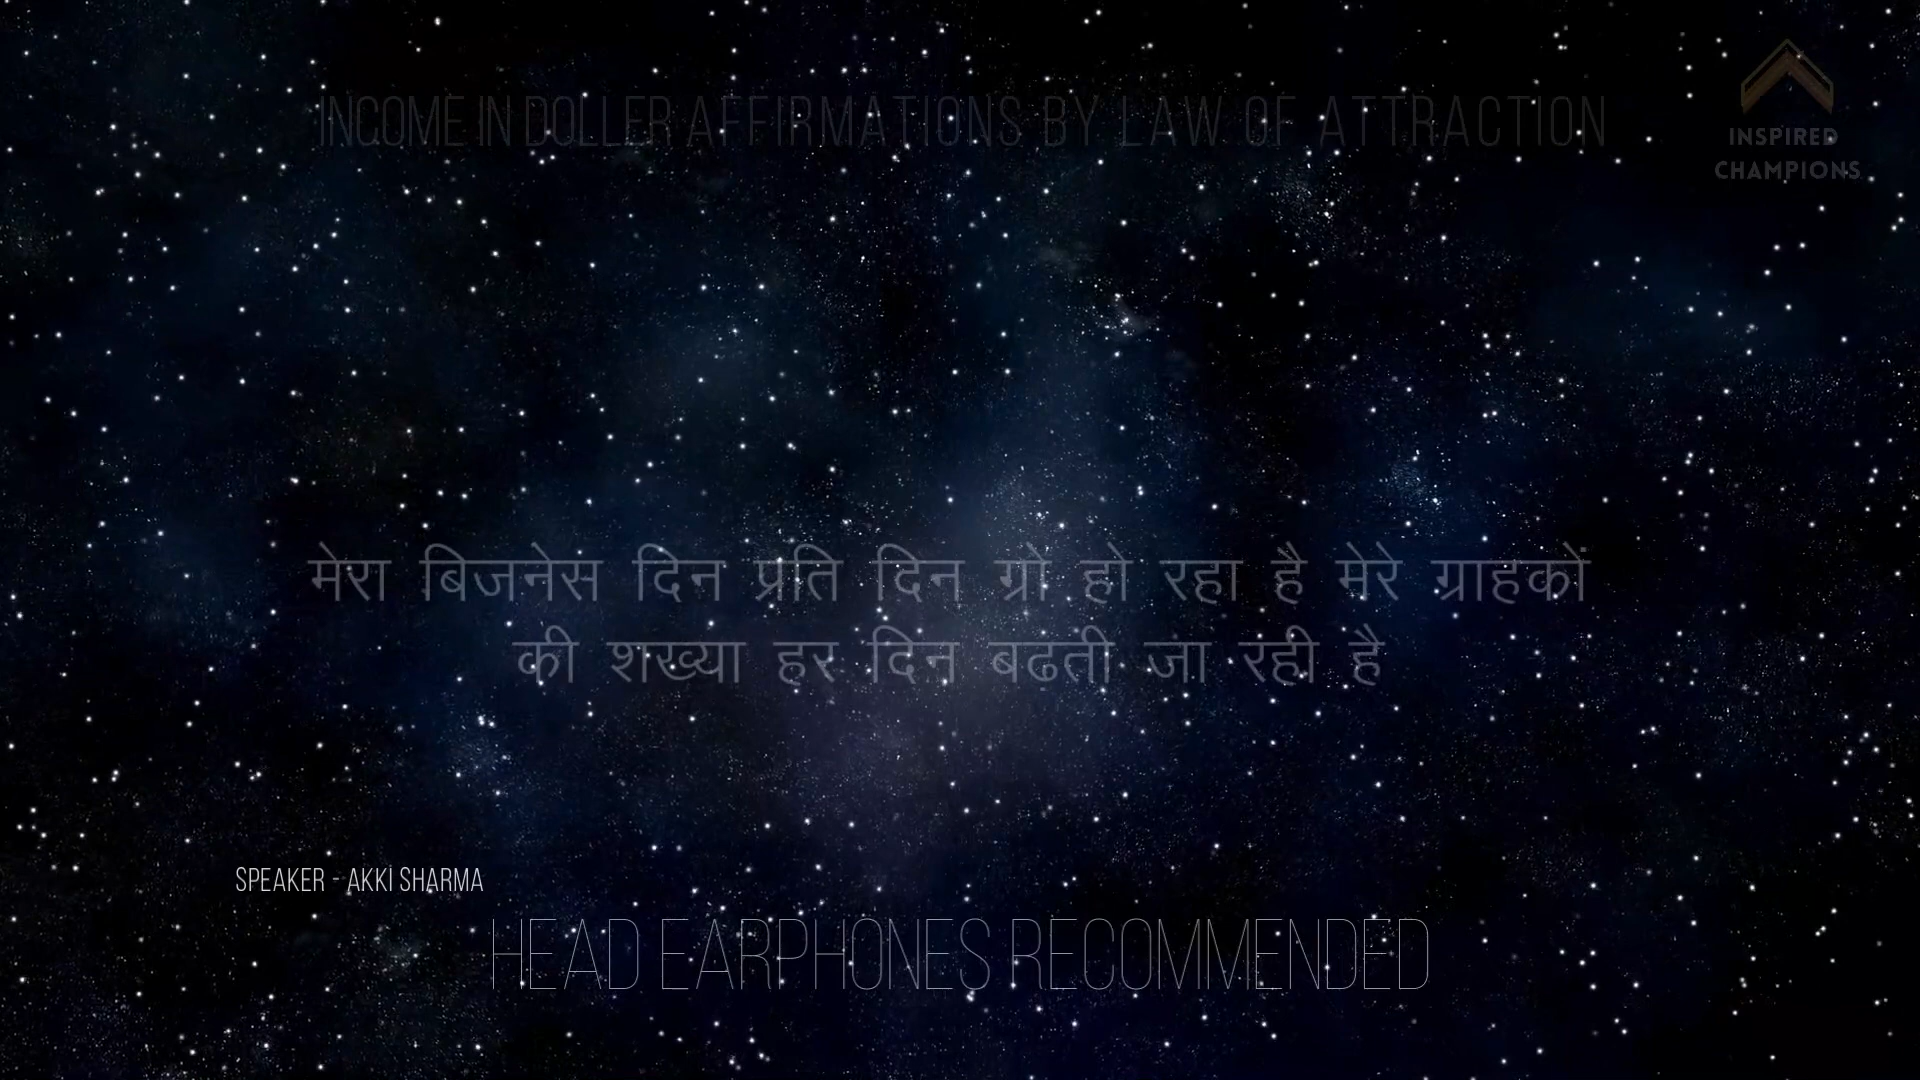 INCOME IN DOLLER AFFIRMATIONS BY LAW OF ATTRACTION
INSPIRED
CHAMPIONS
मेरा बिजनेस दिन प्रति दिन ग्रो हो रहा है मेरे ग्राहकों
की शख्या हर दिन बढ़ती जा रही है
SPEAKER - AKKI SHARMA
HEAD EARPHONES RECOMMENDED